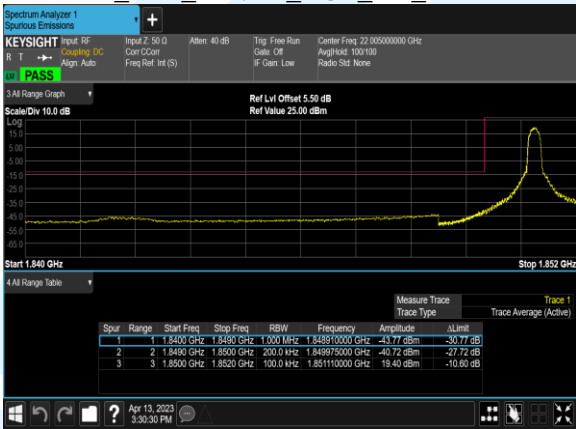 Spectrum Analyzer 1
Spurious Emissions
+
KEYSIGHT Input: RF Input Z: 50 Ω Atten: 40 dB Trig: Free Run Center Freq: 22.005000000 GHz
R T Coupling: DC Corr CCorr Gate: Off Avg|Hold: 100/100
Align: Auto Freq Ref: Int (S) IF Gain: Low Radio Std: None
PASS
3 All Range Graph
Ref Lvl Offset 5.50 dB
Scale/Div 10.0 dB Ref Value 25.00 dBm
Log
15.0
5.00
-5.00
-15.0
-25.0
-35.0
-45.0
-55.0
-65.0
Start 1.840 GHz Stop 1.852 GHz
4 All Range Table
Measure Trace Trace 1
Trace Type Trace Average (Active)
Spur Range Start Freq Stop Freq RBW Frequency Amplitude ΔLimit
1 1 1.8400 GHz 1.8490 GHz 1.000 MHz 1.848910000 GHz -43.77 dBm -30.77 dB
2 2 1.8490 GHz 1.8500 GHz 200.0 kHz 1.849975000 GHz -40.72 dBm -27.72 dB
3 3 1.8500 GHz 1.8520 GHz 100.0 kHz 1.851110000 GHz 19.40 dBm -10.60 dB
? Apr 13, 2023
3:30:30 PM